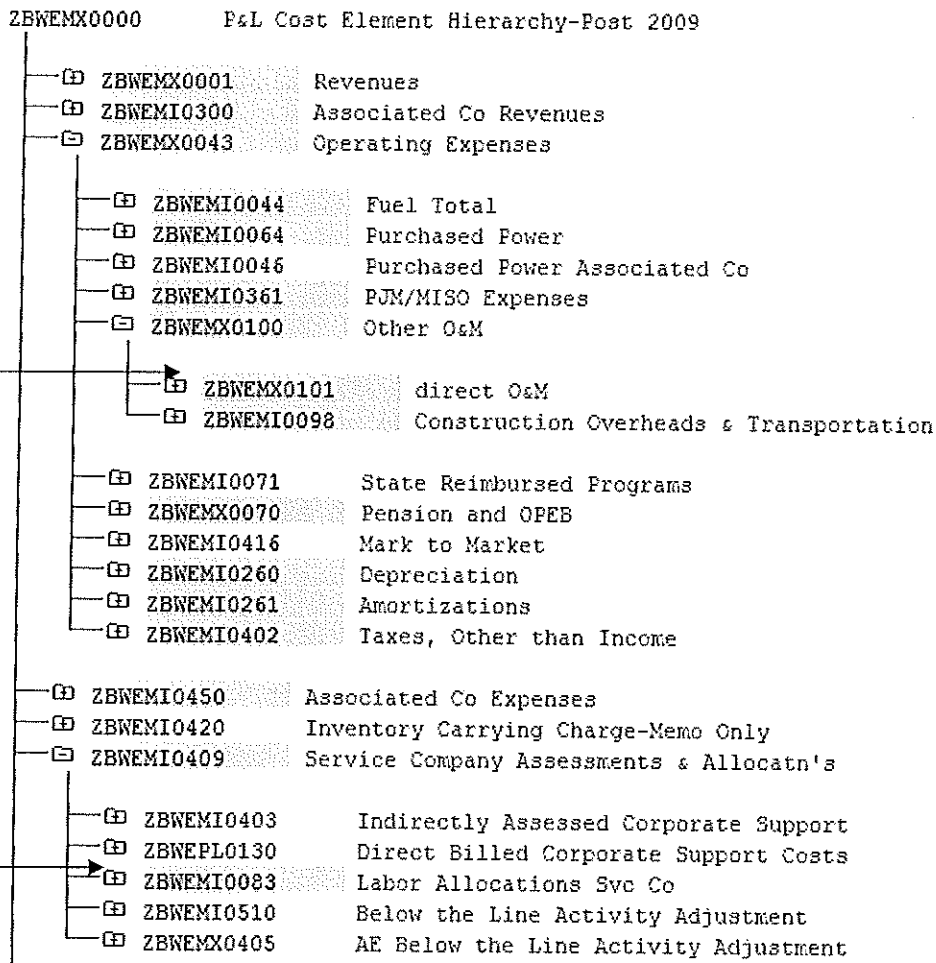 ZBWEMX0000 P&L Cost Element Hierarchy-Post 2009
ZBWEMX0001 Revenues
ZBWEMI0300 Associated Co Revenues
ZBWEMX0043 Operating Expenses
ZBWEMI0044 Fuel Total
ZBWEMI0064 Purchased Power
ZBWEMI0046 Purchased Power Associated Co
ZBWEMI0361 PJM/MISO Expenses
ZBWEMX0100 Other O&M
ZBWEMX0101 direct O&M
ZBWEMI0098 Construction Overheads & Transportation
ZBWEMI0071 State Reimbursed Programs
ZBWEMX0070 Pension and OPEB
ZBWEMI0416 Mark to Market
ZBWEMI0260 Depreciation
ZBWEMI0261 Amortizations
ZBWEMI0402 Taxes, Other than Income
ZBWEMI0450 Associated Co Expenses
ZBWEMI0420 Inventory Carrying Charge-Memo Only
ZBWEMI0409 Service Company Assessments & Allocatn's
ZBWEMI0403 Indirectly Assessed Corporate Support
ZBWEPL0130 Direct Billed Corporate Support Costs
ZBWEMI0083 Labor Allocations Svc Co
ZBWEMI0510 Below the Line Activity Adjustment
ZBWEMX0405 AE Below the Line Activity Adjustment